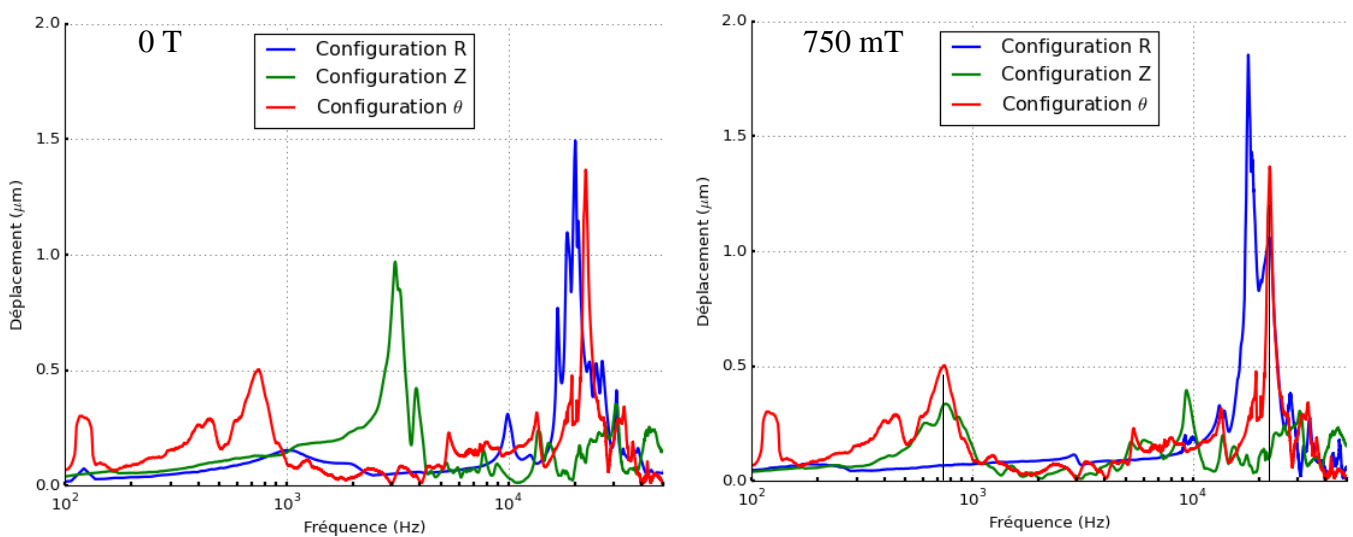 0 T
Configuration R
Configuration Z
Configuration θ
2.0
1.5
1.0
0.5
0.0
10²
10³
10⁴
Déplacement (μm)
Fréquence (Hz)
750 mT
Configuration R
Configuration Z
Configuration θ
2.0
1.5
1.0
0.5
0.0
10²
10³
10⁴
Déplacement (μm)
Fréquence (Hz)